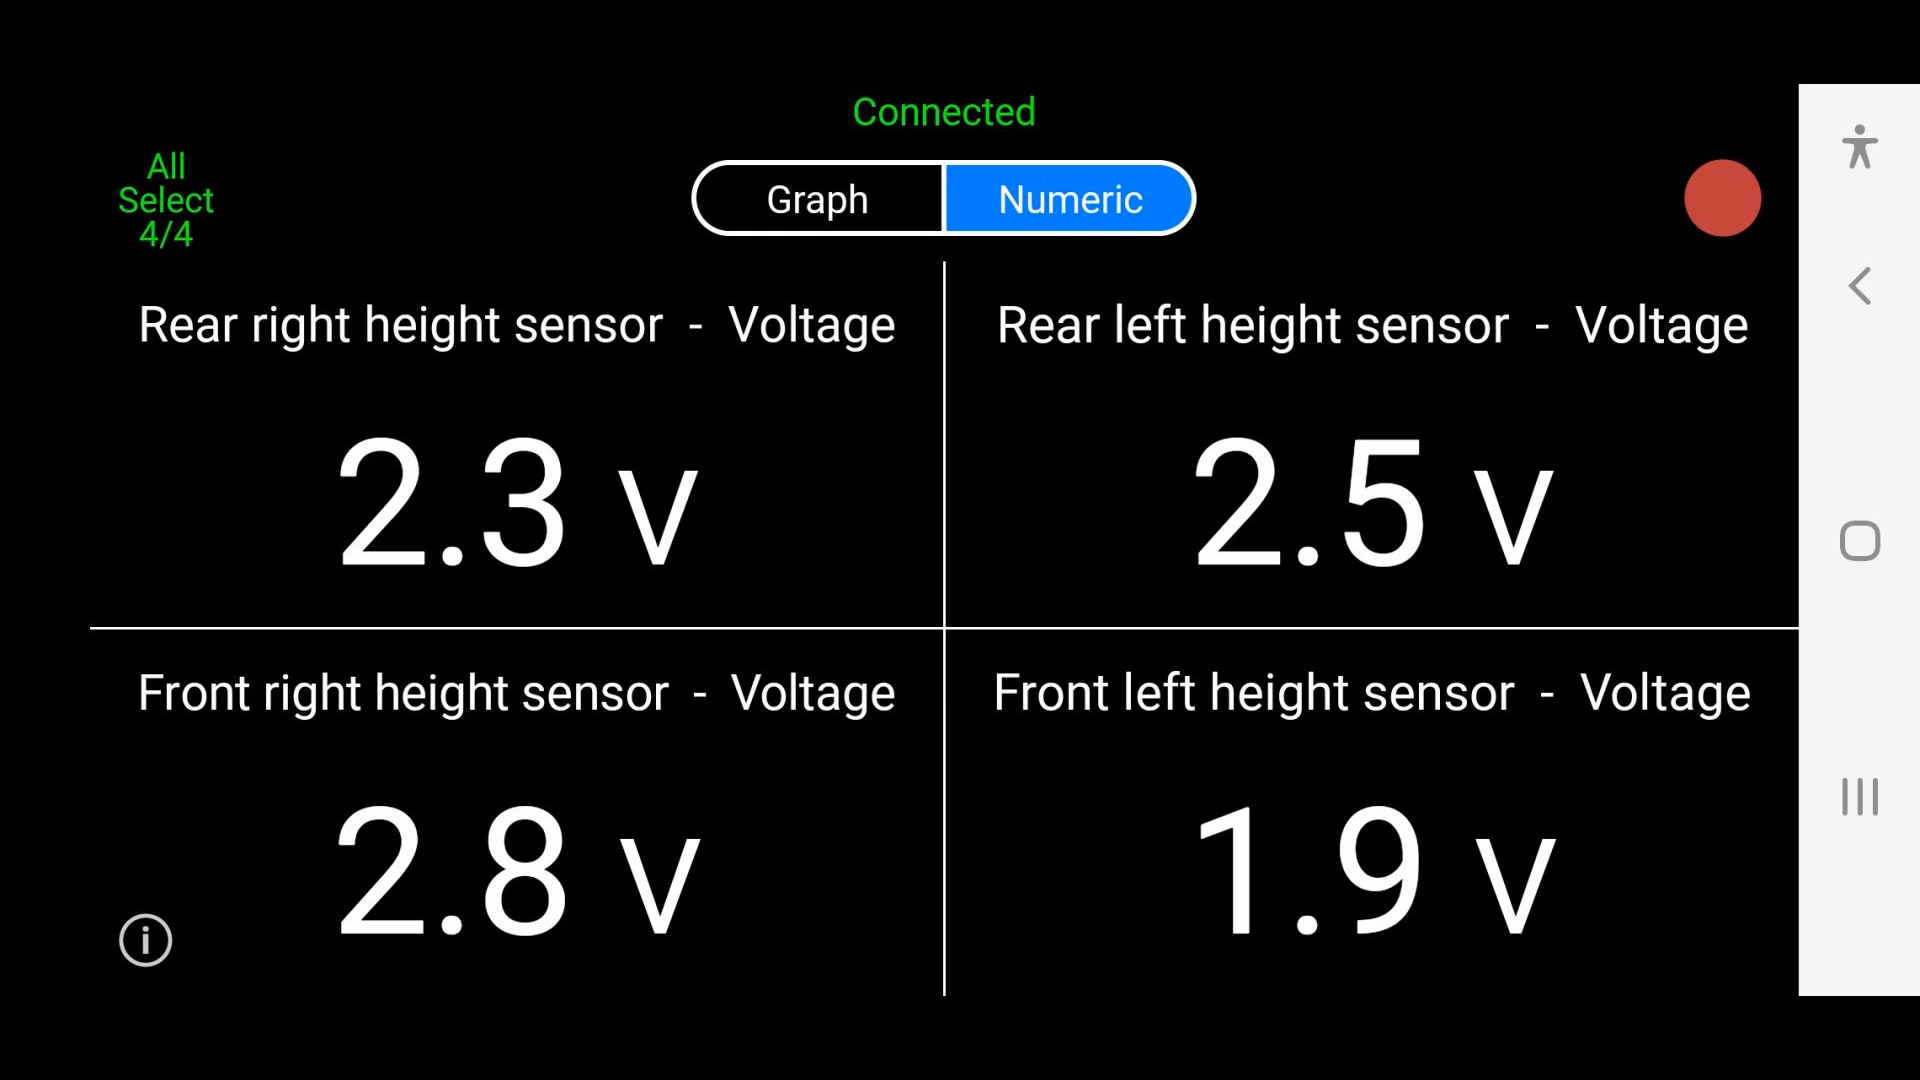 Connected
All
Select
4/4
Graph
Numeric
Rear right height sensor - Voltage
2.3 V
Rear left height sensor - Voltage
2.5 V
Front right height sensor - Voltage
2.8 V
Front left height sensor - Voltage
1.9 V
i